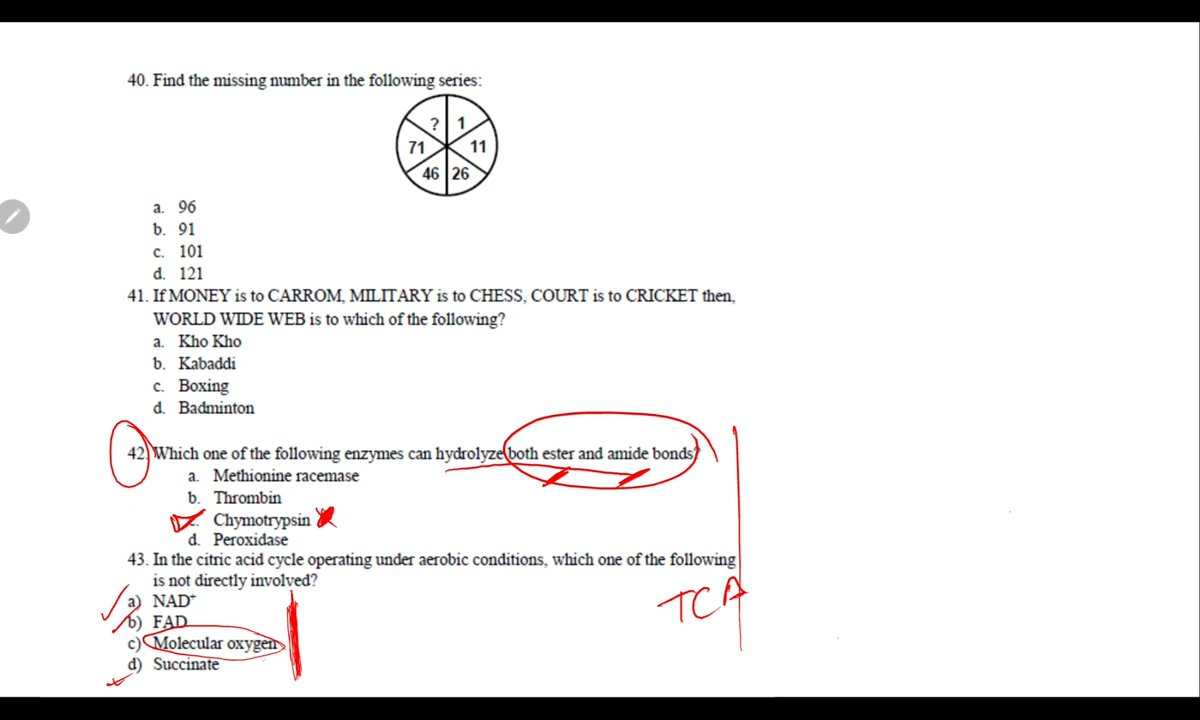 40. Find the missing number in the following series:
? 1
71 11
46 26
a. 96
b. 91
c. 101
d. 121
41. If MONEY is to CARROM, MILITARY is to CHESS, COURT is to CRICKET then,
WORLD WIDE WEB is to which of the following?
a. Kho Kho
b. Kabaddi
c. Boxing
d. Badminton
42. Which one of the following enzymes can hydrolyze both ester and amide bonds?
a. Methionine racemase
b. Thrombin
c. Chymotrypsin
d. Peroxidase
43. In the citric acid cycle operating under aerobic conditions, which one of the following
is not directly involved?
a) NAD⁺
b) FAD
c) Molecular oxygen
d) Succinate
TCA